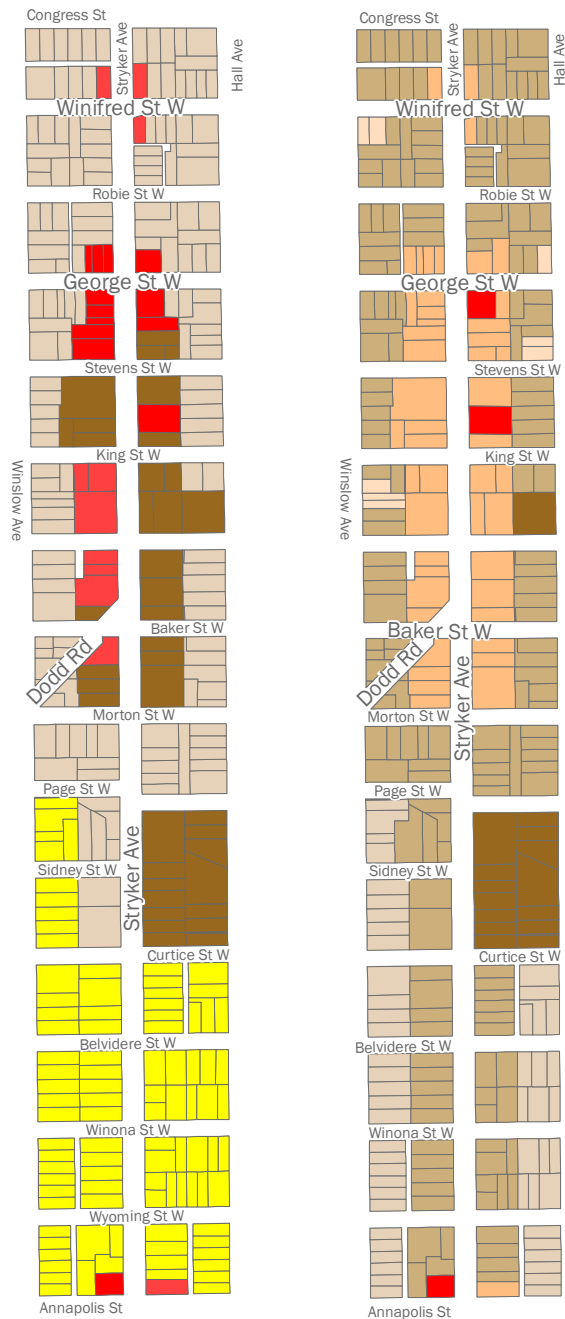 Congress St
Stryker Ave
Hall Ave
Winifred St W
Robie St W
George St W
Stevens St W
King St W
Winslow Ave
Baker St W
Dodd Rd
Morton St W
Page St W
Stryker Ave
Sidney St W
Curtice St W
Belvidere St W
Winona St W
Wyoming St W
Annapolis St
Congress St
Stryker Ave
Hall Ave
Winifred St W
Robie St W
George St W
Stevens St W
King St W
Winslow Ave
Baker St W
Dodd Rd
Stryker Ave
Morton St W
Page St W
Sidney St W
Curtice St W
Belvidere St W
Winona St W
Wyoming St W
Annapolis St